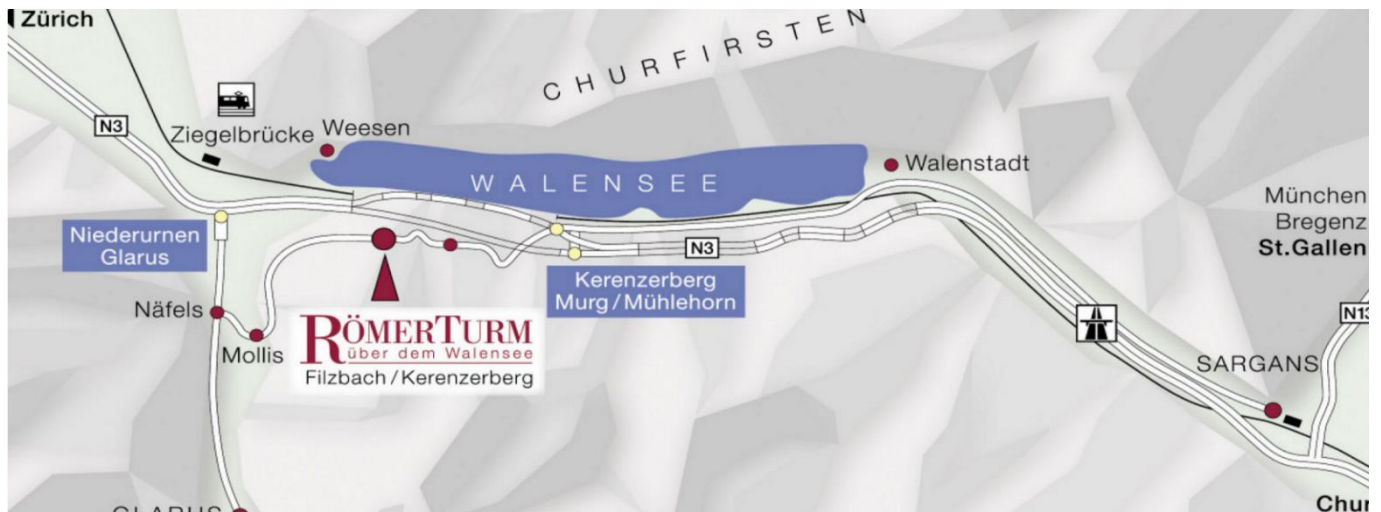 Zürich
CHURFIRSTEN
N3
Ziegelbrücke
Weesen
WALENSEE
Walenstadt
München
Bregenz
St.Gallen
Niederurnen
Glarus
N3
Kerenzerberg
Murg/Mühlehorn
Näfels
Mollis
RÖMERTURM
über dem Walensee
Filzbach/Kerenzerberg
N13
SARGANS
Chur
GLARUS